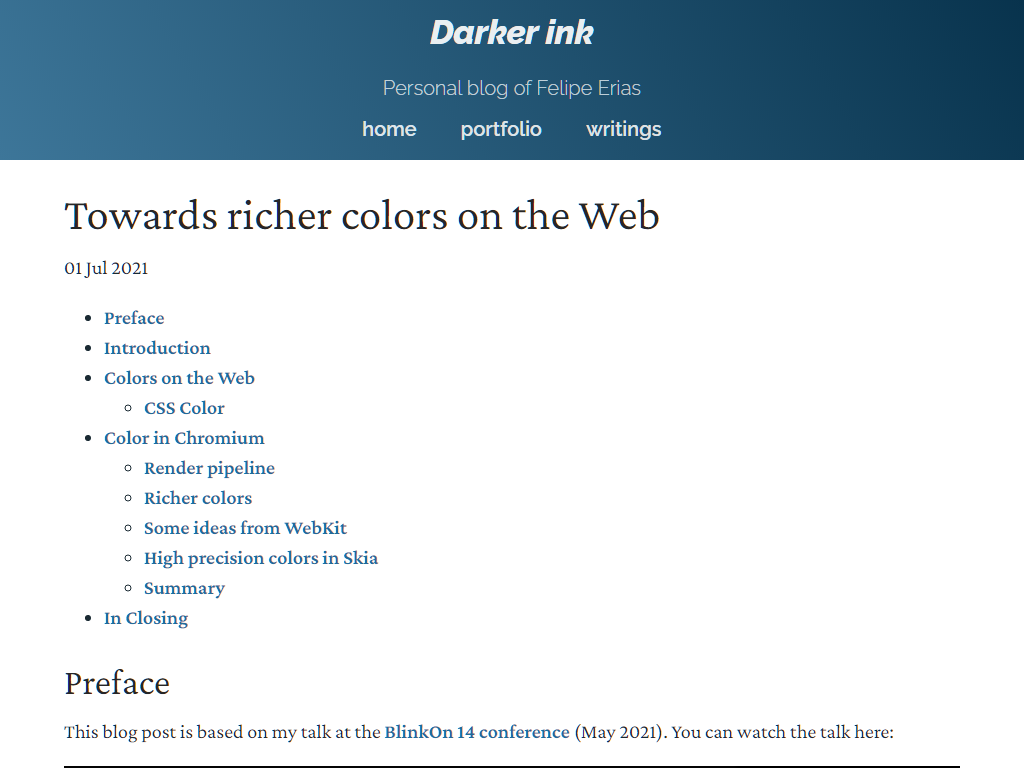 Darker ink
Personal blog of Felipe Erias
home portfolio writings
Towards richer colors on the Web
01 Jul 2021
Preface
Introduction
Colors on the Web
CSS Color
Color in Chromium
Render pipeline
Richer colors
Some ideas from WebKit
High precision colors in Skia
Summary
In Closing
Preface
This blog post is based on my talk at the BlinkOn 14 conference (May 2021). You can watch the talk here: